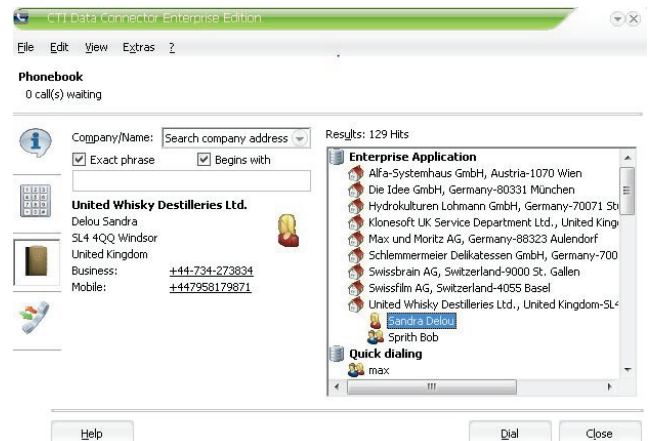 CTI Data Connector Enterprise Edition
File Edit View Extras ?
Phonebook
0 call(s) waiting
Company/Name: Search company address
Exact phrase Begins with
United Whisky Destilleries Ltd.
Delou Sandra
SL4 4QQ Windsor
United Kingdom
Business: +44-734-273834
Mobile: +447958179871
Results: 129 Hits
Enterprise Application
Alfa-Systemhaus GmbH, Austria-1070 Wien
Die Idee GmbH, Germany-80331 München
Hydrokulturen Lohmann GmbH, Germany-70071 Stu
Klonesoft UK Service Department Ltd., United King
Max und Moritz AG, Germany-88323 Aulendorf
Schlemmermeier Delikatessen GmbH, Germany-700
Swissbrain AG, Switzerland-9000 St. Gallen
Swissfilm AG, Switzerland-4055 Basel
United Whisky Destilleries Ltd., United Kingdom-SL4
Sandra Delou
Sprith Bob
Quick dialing
max
Help Dial Close